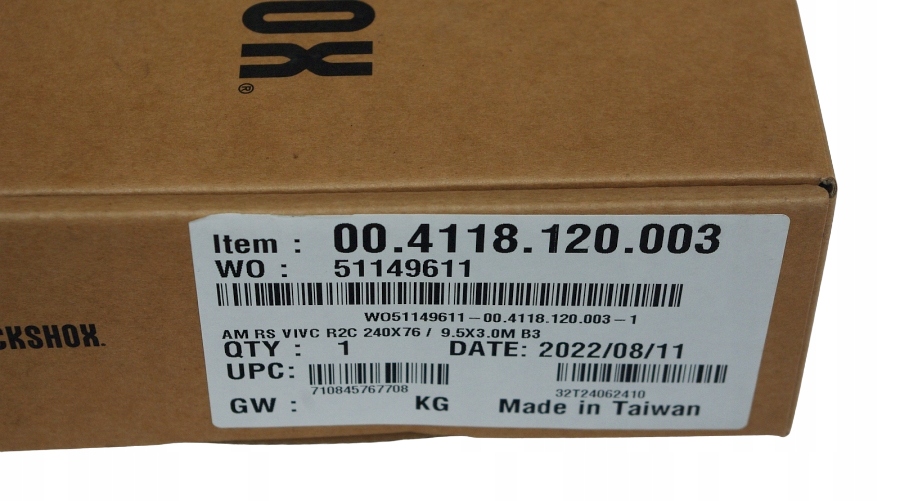 OX®
CKSHOX.
Item : 00.4118.120.003
WO : 51149611
WO51149611-00.4118.120.003-1
AM RS VIVC R2C 240X76 / 9.5X3.0M B3
QTY : 1 DATE: 2022/08/11
UPC:
710845767708 32T24062410
GW : KG Made in Taiwan